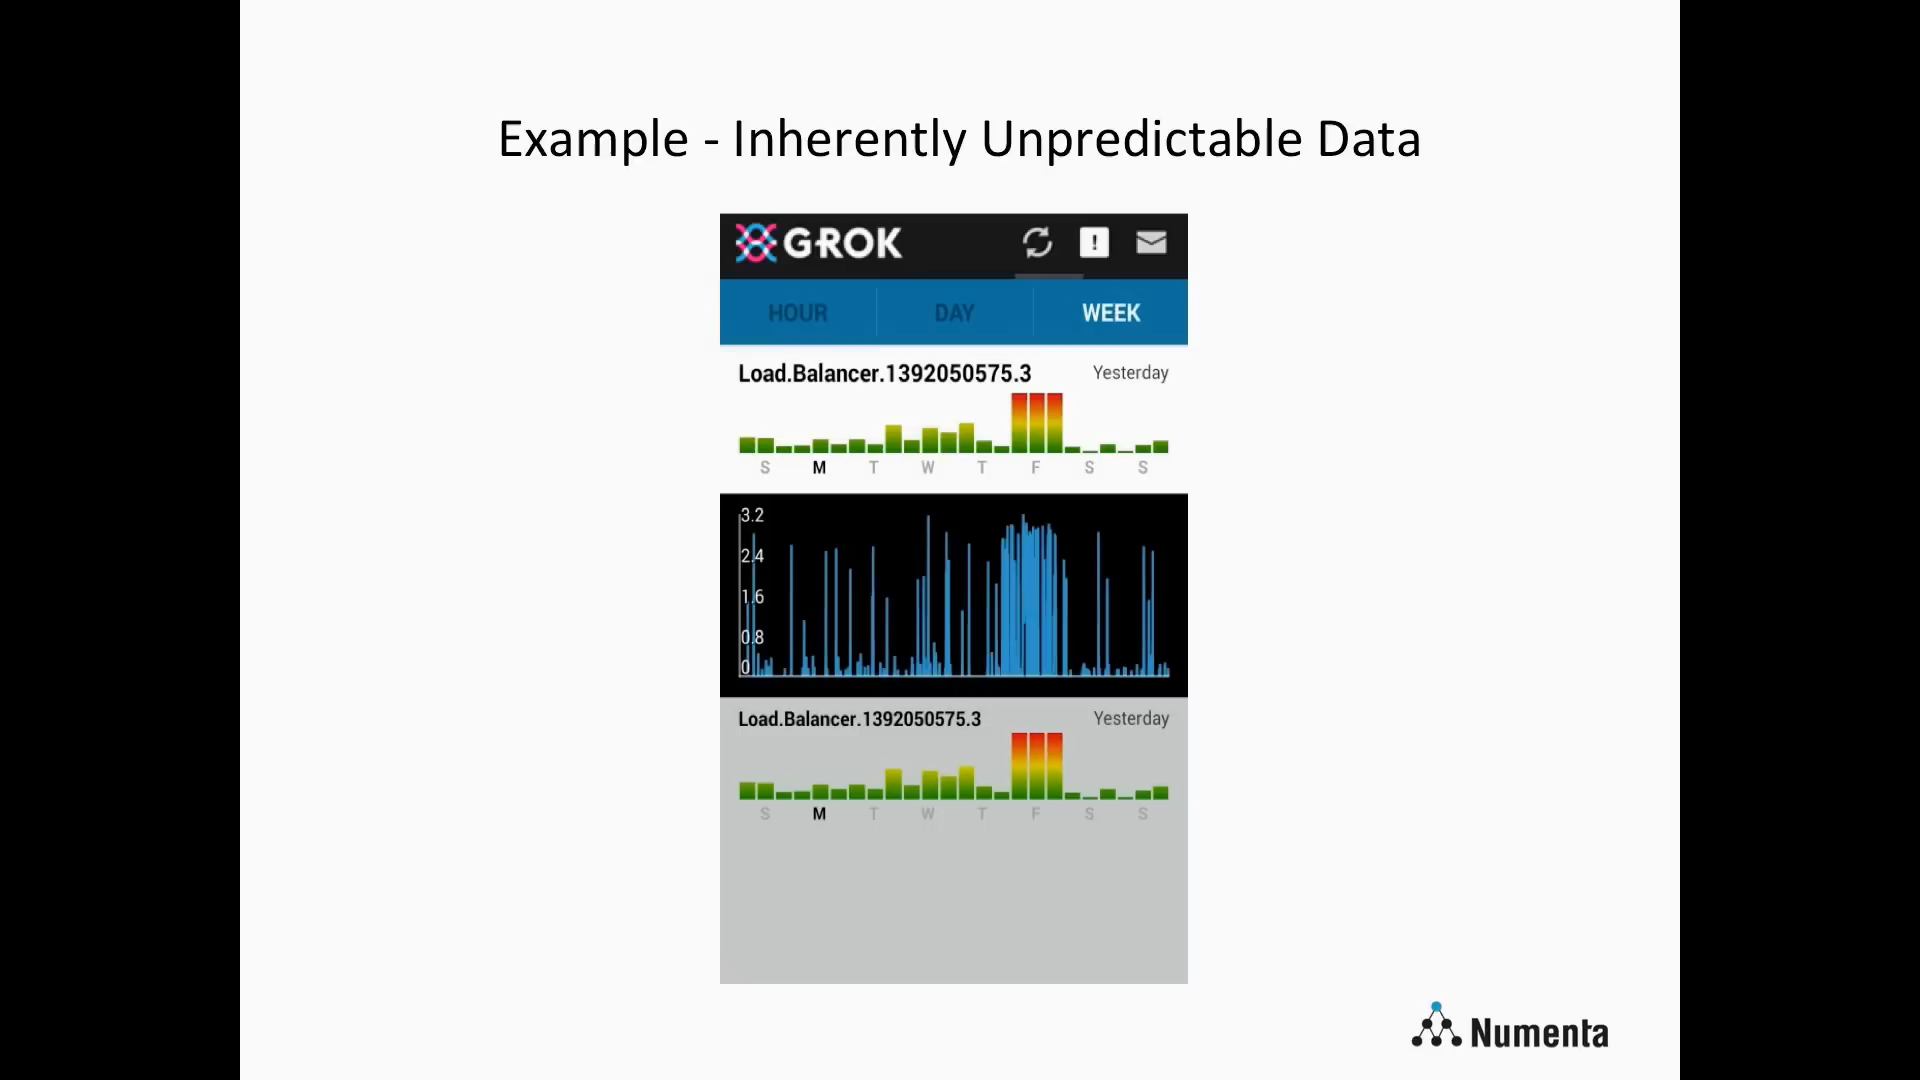 Example - Inherently Unpredictable Data
GROK
!
HOUR DAY WEEK
Load.Balancer.1392050575.3 Yesterday
S M T W T F S S
3.2
2.4
1.6
0.8
0
Load.Balancer.1392050575.3 Yesterday
S M T W T F S S
Numenta